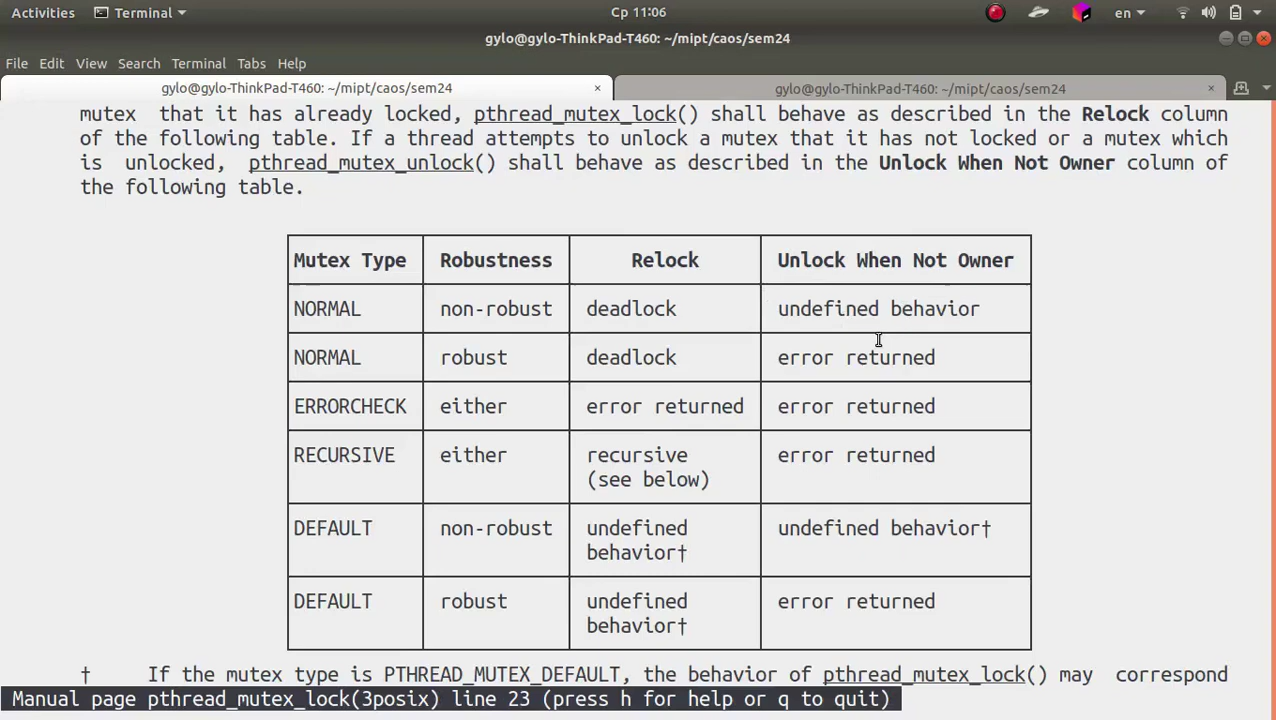 Activities Terminal Ср 11:06 en
gylo@gylo-ThinkPad-T460: ~/mipt/caos/sem24
File Edit View Search Terminal Tabs Help
gylo@gylo-ThinkPad-T460: ~/mipt/caos/sem24 × gylo@gylo-ThinkPad-T460: ~/mipt/caos/sem24 ×
mutex that it has already locked, pthread_mutex_lock() shall behave as described in the Relock column
of the following table. If a thread attempts to unlock a mutex that it has not locked or a mutex which
is unlocked, pthread_mutex_unlock() shall behave as described in the Unlock When Not Owner column of
the following table.
Mutex Type Robustness Relock Unlock When Not Owner
NORMAL non-robust deadlock undefined behavior
NORMAL robust deadlock error returned
ERRORCHECK either error returned error returned
RECURSIVE either recursive error returned
(see below)
DEFAULT non-robust undefined undefined behavior†
behavior†
DEFAULT robust undefined error returned
behavior†
† If the mutex type is PTHREAD_MUTEX_DEFAULT, the behavior of pthread_mutex_lock() may correspond
Manual page pthread_mutex_lock(3posix) line 23 (press h for help or q to quit)